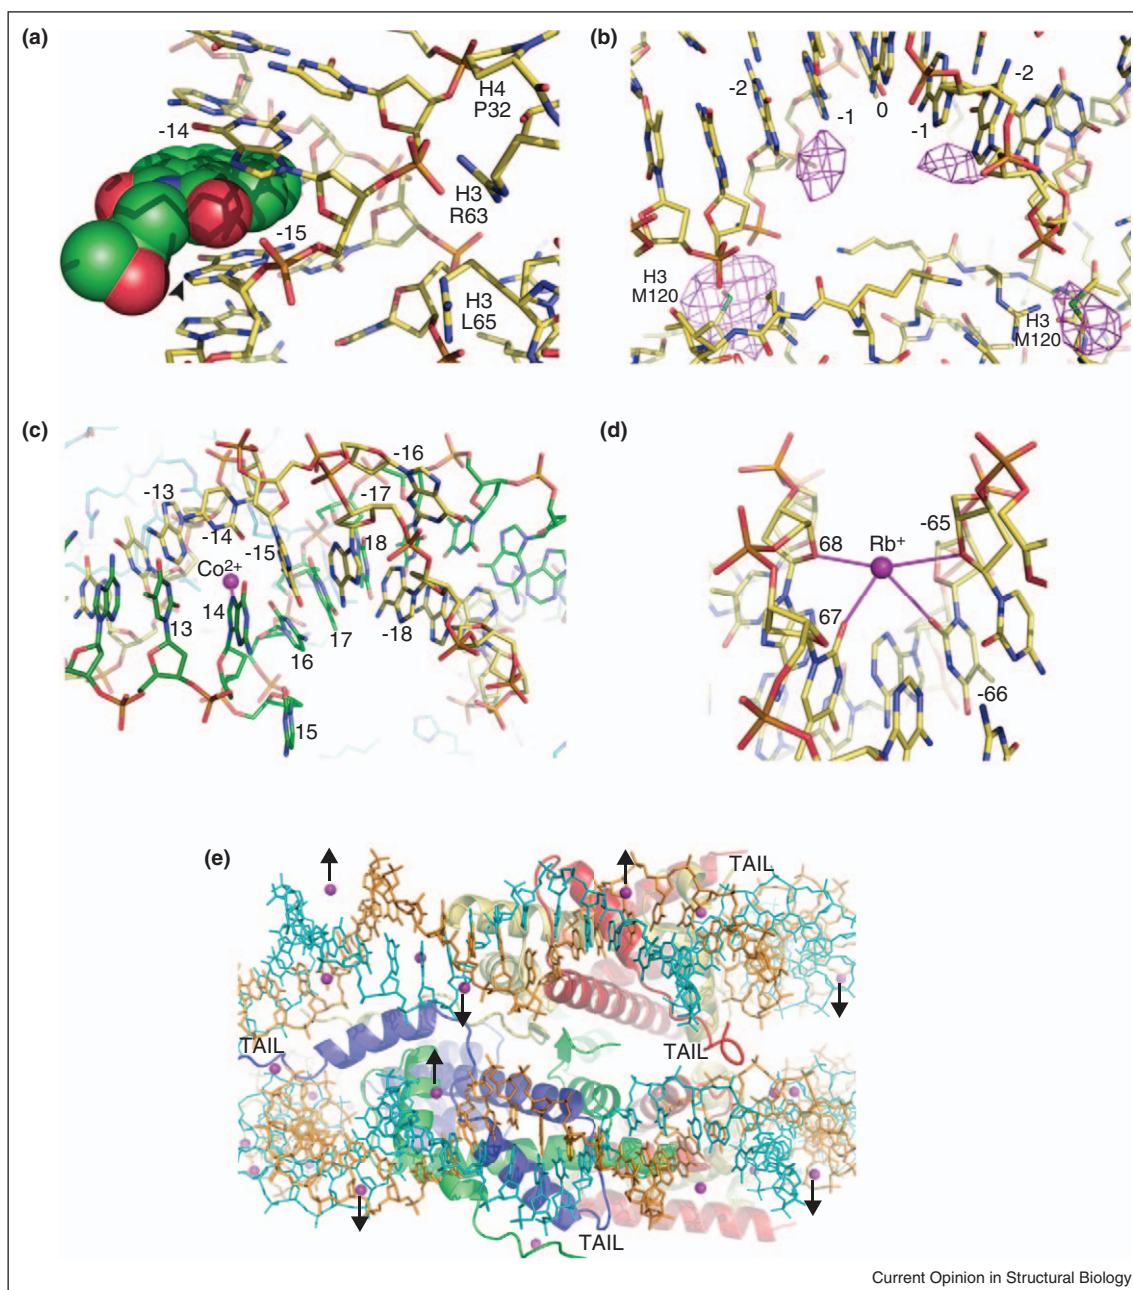 (a)
-14
-15
H4
P32
H3
R63
H3
L65
(b)
-2
-1
0
-1
-2
H3
M120
H3
M120
(c)
-13
-14
Co2+
-15
-16
-17
18
14
13
16
17
-18
15
(d)
68
Rb+
-65
67
-66
(e)
TAIL
TAIL
TAIL
TAIL
Current Opinion in Structural Biology